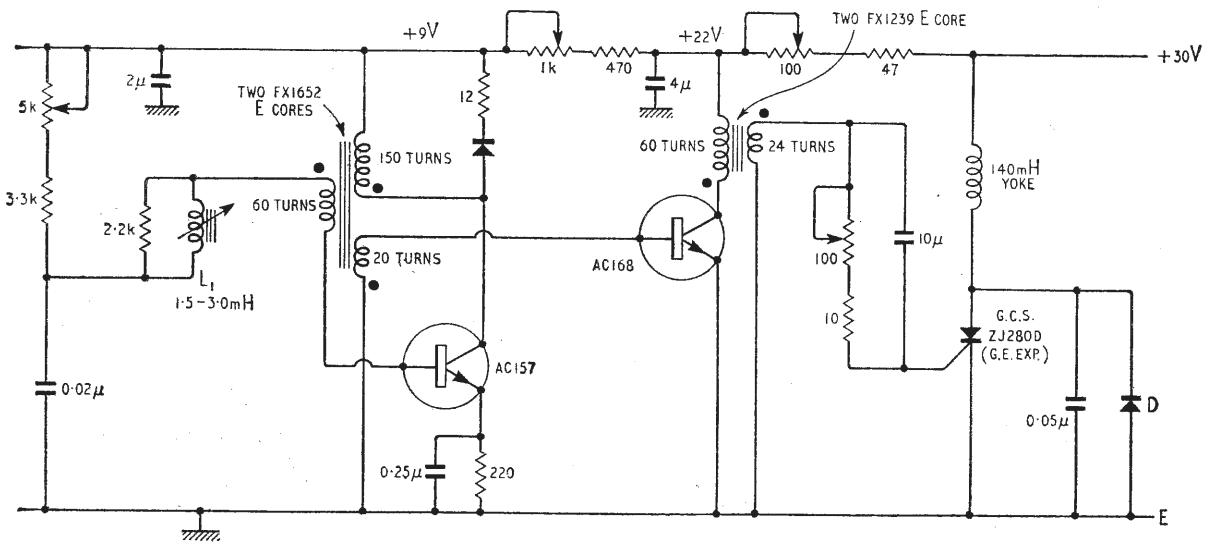 TWO FX1239 E CORE
+9V
+22V
+30V
1k
470
4μ
100
47
2μ
5k
TWO FX1652
E CORES
12
150 TURNS
60 TURNS
24 TURNS
140mH
YOKE
3·3k
2·2k
60 TURNS
L₁
1·5–3·0mH
20 TURNS
AC168
100
10μ
10
G.C.S.
ZJ280D
(G.E.EXP.)
0·02μ
AC157
0·05μ
D
0·25μ
220
E